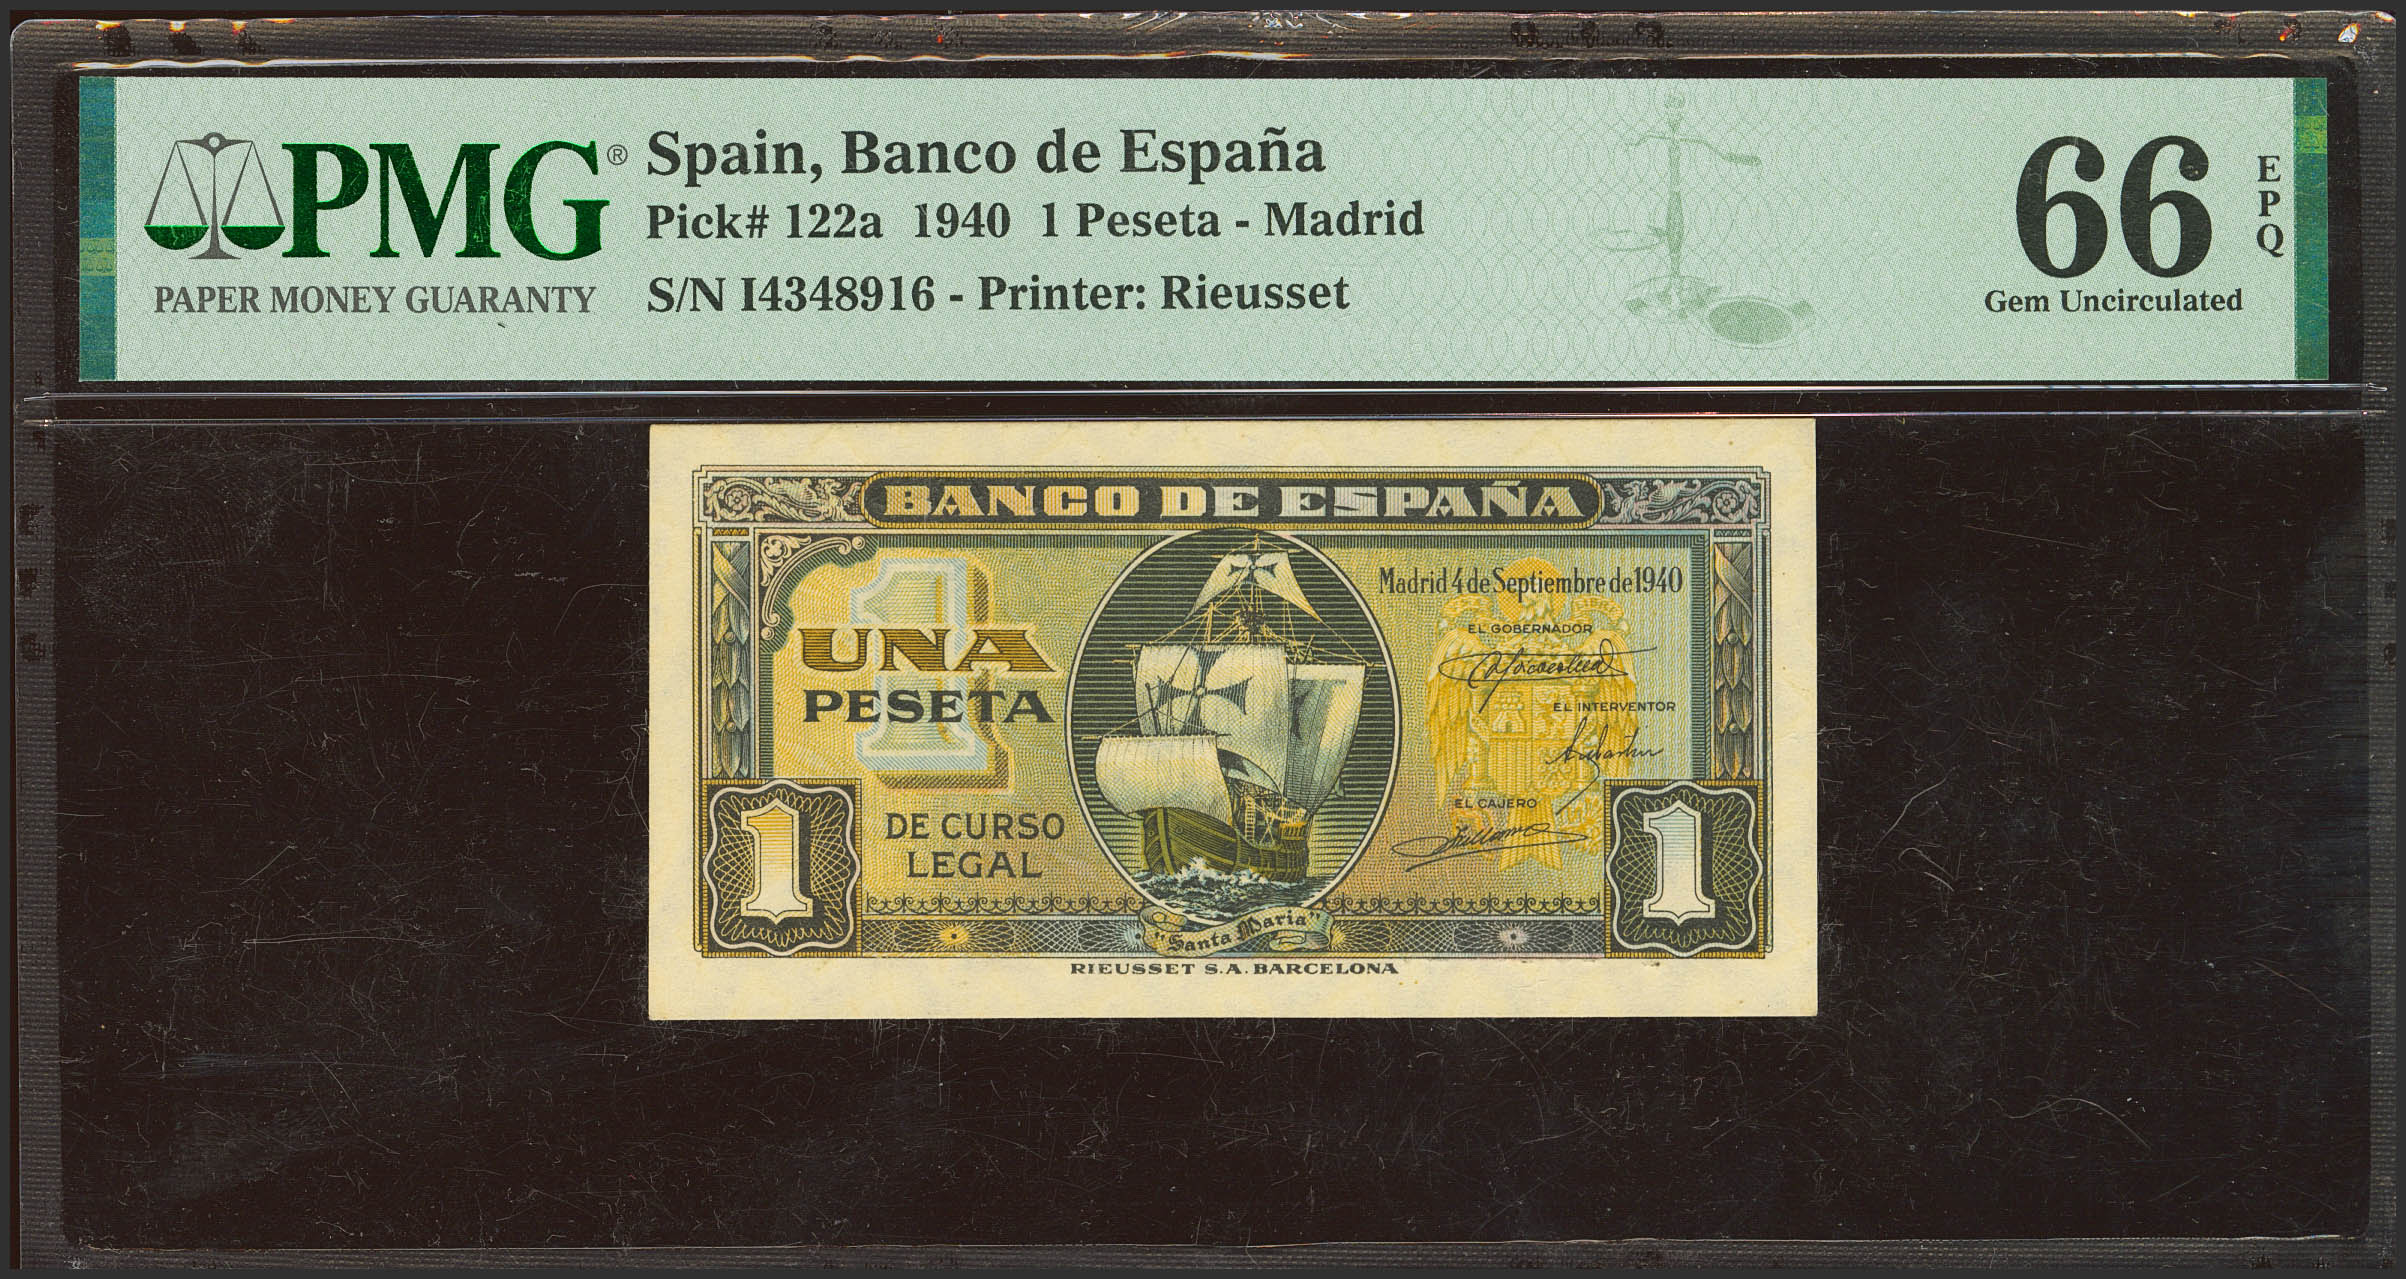 PMG®
PAPER MONEY GUARANTY
Spain, Banco de España
Pick# 122a 1940 1 Peseta - Madrid
S/N I4348916 - Printer: Rieusset
66
EPQ
Gem Uncirculated
BANCO DE ESPAÑA
1
UNA
PESETA
DE CURSO
LEGAL
Madrid 4 de Septiembre de 1940
EL GOBERNADOR
EL INTERVENTOR
EL CAJERO
1
1
"Santa Maria"
RIEUSSET S.A. BARCELONA